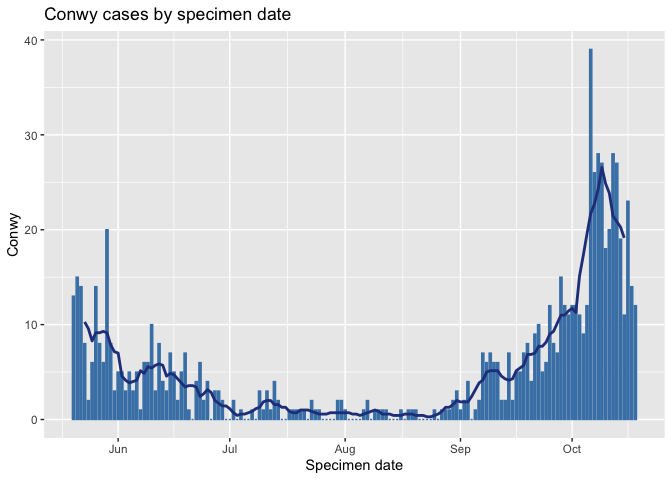 Conwy cases by specimen date
40
30
20
10
0
Conwy
Jun Jul Aug Sep Oct
Specimen date